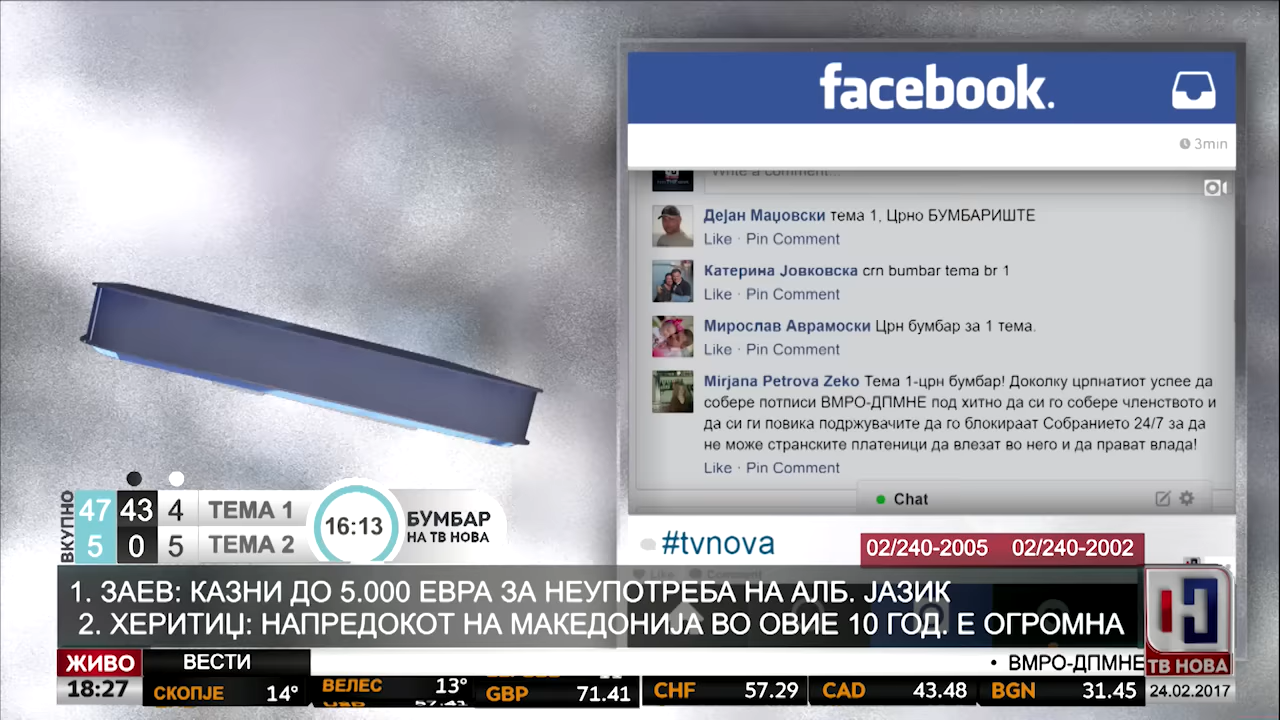 facebook.
3min
Write a comment...
Дејан Маџовски тема 1, Црно БУМБАРИШТЕ
Like · Pin Comment
Катерина Јовковска crn bumbar tema br 1
Like · Pin Comment
Мирослав Аврамоски Црн бумбар за 1 тема.
Like · Pin Comment
Mirjana Petrova Zeko Тема 1-црн бумбар! Доколку црпнатиот успее да
собере потписи ВМРО-ДПМНЕ под хитно да си го собере членството и
да си ги повика подржувачите да го блокираат Собранието 24/7 за да
не може странските платеници да влезат во него и да прават влада!
Like · Pin Comment
Chat
#tvnova
02/240-2005 02/240-2002
ВКУПНО
47 43 4 ТЕМА 1
5 0 5 ТЕМА 2
16:13
БУМБАР
НА ТВ НОВА
1. ЗАЕВ: КАЗНИ ДО 5.000 ЕВРА ЗА НЕУПОТРЕБА НА АЛБ. ЈАЗИК
2. ХЕРИТИЏ: НАПРЕДОКОТ НА МАКЕДОНИЈА ВО ОВИЕ 10 ГОД. Е ОГРОМНА
ЖИВО ВЕСТИ • ВМРО-ДПМНЕ
ТВ НОВА
18:27 СКОПЈЕ 14° ВЕЛЕС 13° GBP 71.41 CHF 57.29 CAD 43.48 BGN 31.45 24.02.2017